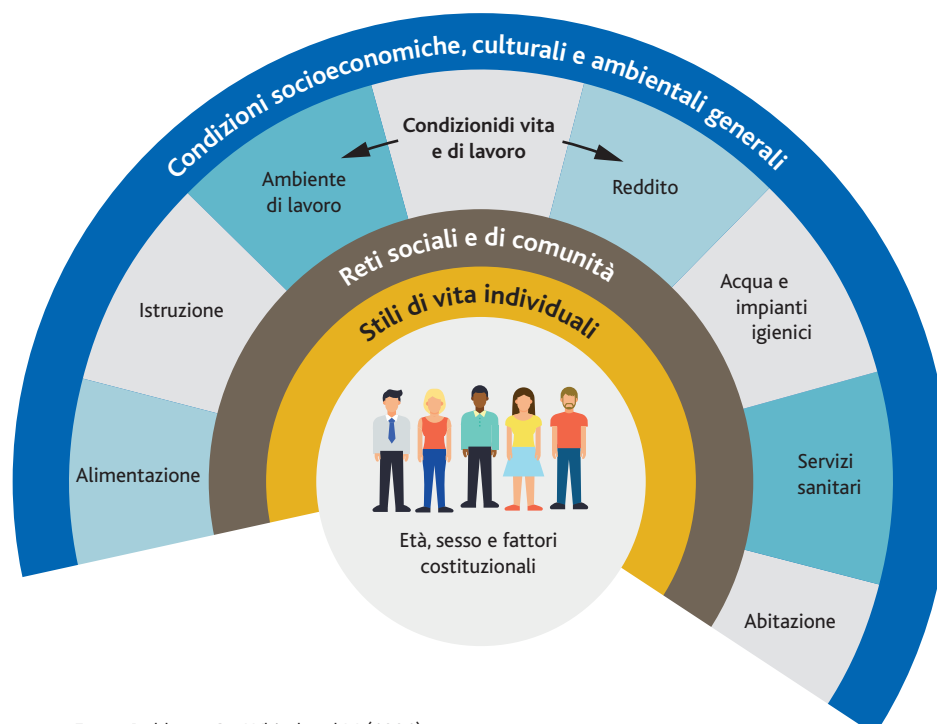 Condizioni socioeconomiche, culturali e ambientali generali
Condizionidi vita
e di lavoro
Ambiente
di lavoro
Reddito
Reti sociali e di comunità
Acqua e
impianti
igienici
Istruzione
Stili di vita individuali
Alimentazione
Servizi
sanitari
Età, sesso e fattori
costituzionali
Abitazione